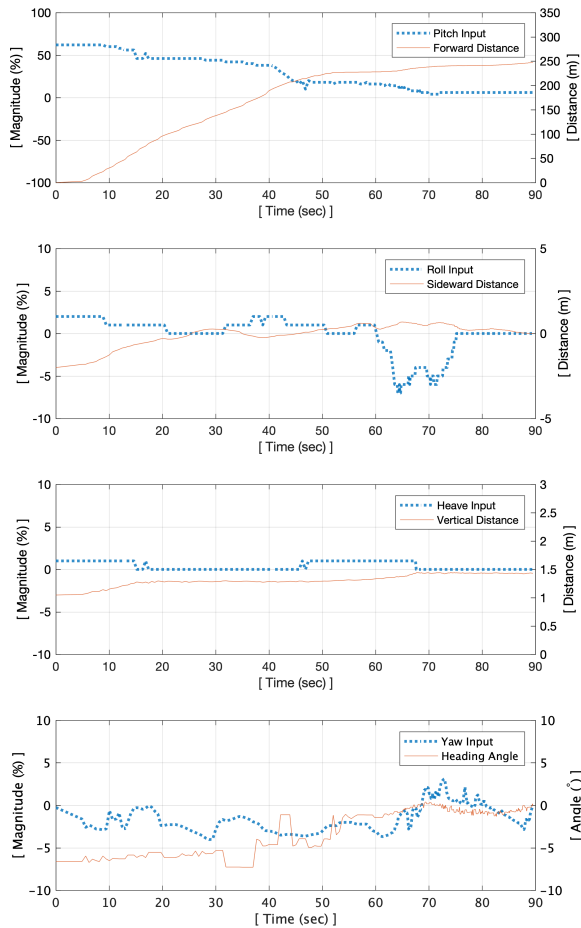 100
50
0
-50
-100
[ Magnitude (%) ]
350
300
250
200
150
100
50
0
[ Distance (m) ]
Pitch Input
Forward Distance
0 10 20 30 40 50 60 70 80 90
[ Time (sec) ]
10
5
0
-5
-10
[ Magnitude (%) ]
5
0
-5
[ Distance (m) ]
Roll Input
Sideward Distance
0 10 20 30 40 50 60 70 80 90
[ Time (sec) ]
10
5
0
-5
-10
[ Magnitude (%) ]
3
2.5
2
1.5
1
0.5
0
[ Distance (m) ]
Heave Input
Vertical Distance
0 10 20 30 40 50 60 70 80 90
[ Time (sec) ]
10
5
0
-5
-10
[ Magnitude (%) ]
10
5
0
-5
-10
[ Angle (°) ]
Yaw Input
Heading Angle
0 10 20 30 40 50 60 70 80 90
[ Time (sec) ]